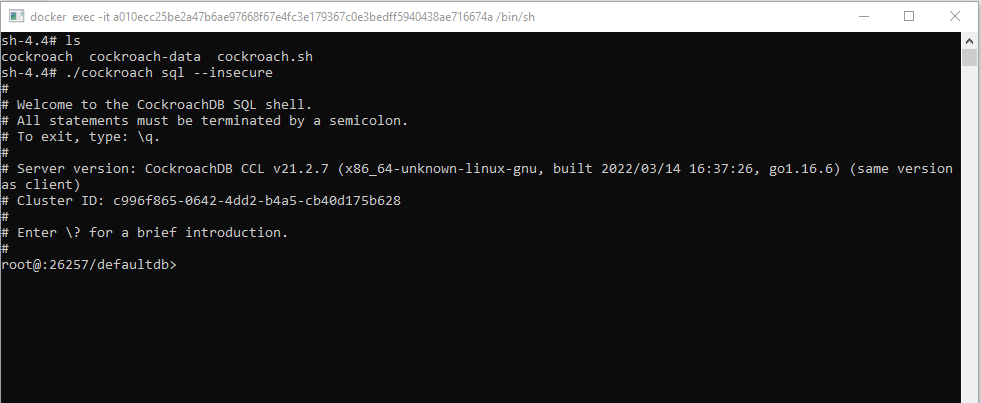 docker exec -it a010ecc25be2a47b6ae97668f67e4fc3e179367c0e3bedff5940438ae716674a /bin/sh
sh-4.4# ls
cockroach  cockroach-data  cockroach.sh
sh-4.4# ./cockroach sql --insecure
#
# Welcome to the CockroachDB SQL shell.
# All statements must be terminated by a semicolon.
# To exit, type: \q.
#
# Server version: CockroachDB CCL v21.2.7 (x86_64-unknown-linux-gnu, built 2022/03/14 16:37:26, go1.16.6) (same version
as client)
# Cluster ID: c996f865-0642-4dd2-b4a5-cb40d175b628
#
# Enter \? for a brief introduction.
#
root@:26257/defaultdb>